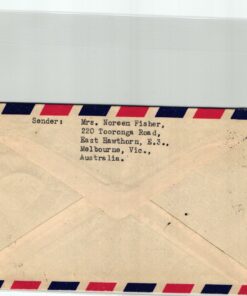 Sender: Mrs. Noreen Fisher,
220 Tooronga Road,
East Hawthorn, E.3.,
Melbourne, Vic.,
Australia.